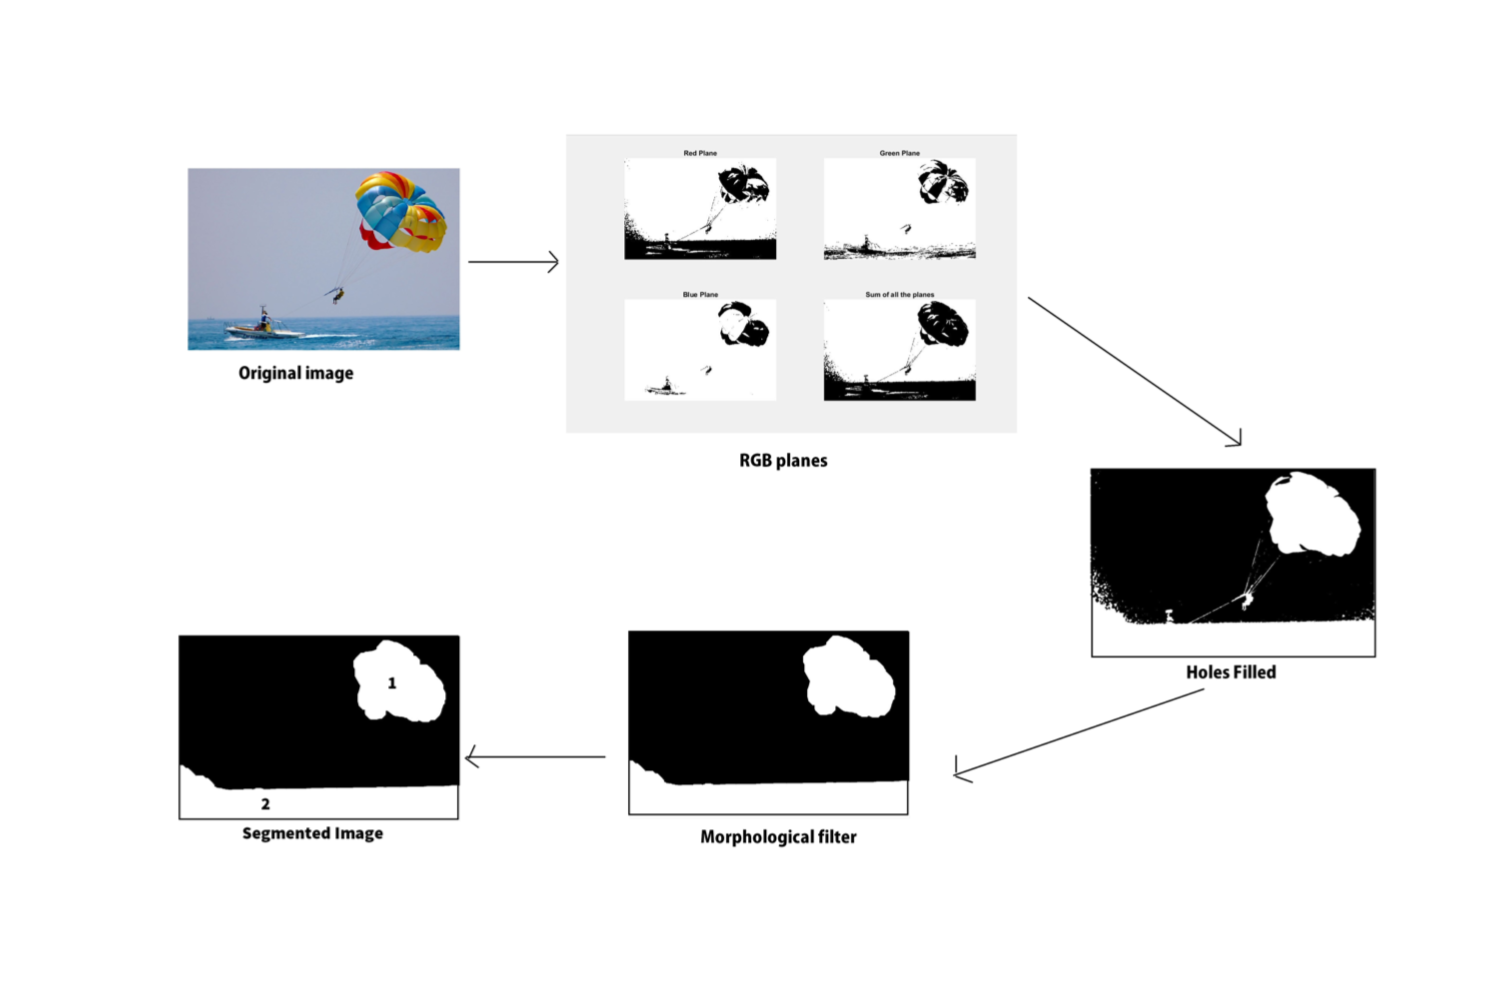 Red Plane
Green Plane
Blue Plane
Sum of all the planes
Original image
RGB planes
Holes Filled
1
2
Segmented Image
Morphological filter